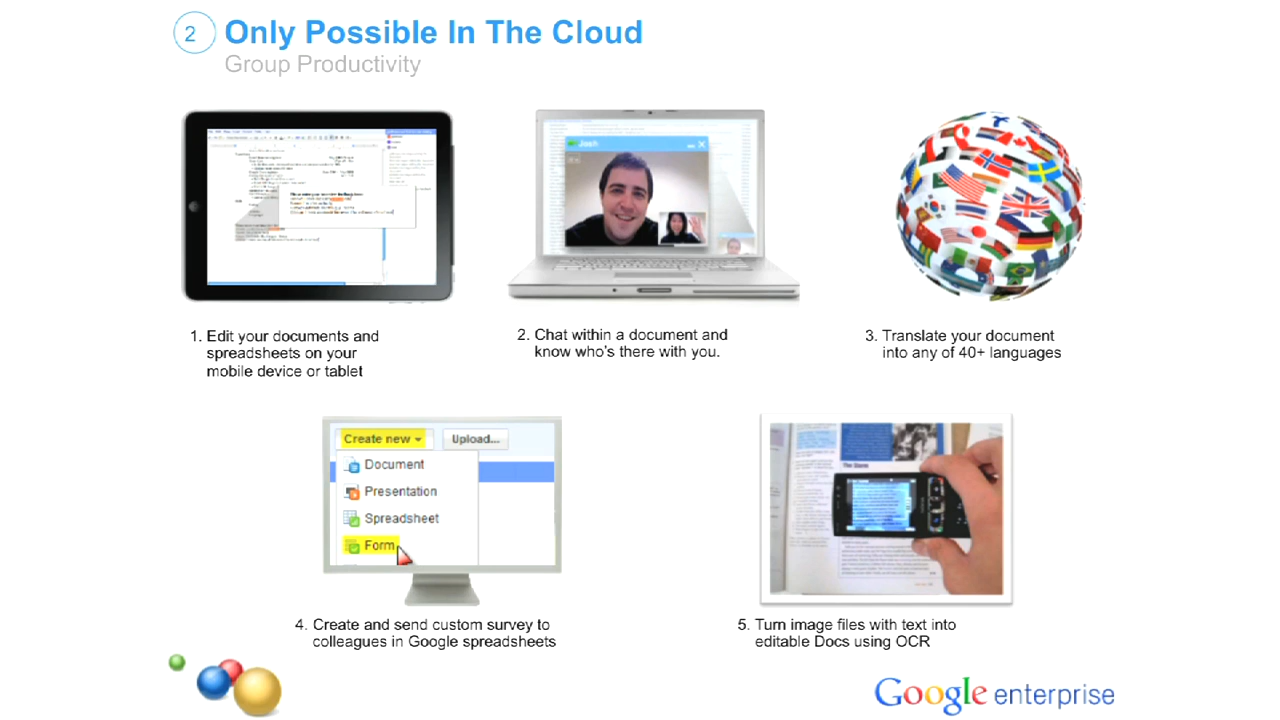 2
Only Possible In The Cloud
Group Productivity
Josh
1. Edit your documents and
spreadsheets on your
mobile device or tablet
2. Chat within a document and
know who's there with you.
3. Translate your document
into any of 40+ languages
Create new
Upload...
Document
Presentation
Spreadsheet
Form
4. Create and send custom survey to
colleagues in Google spreadsheets
5. Turn image files with text into
editable Docs using OCR
Google enterprise